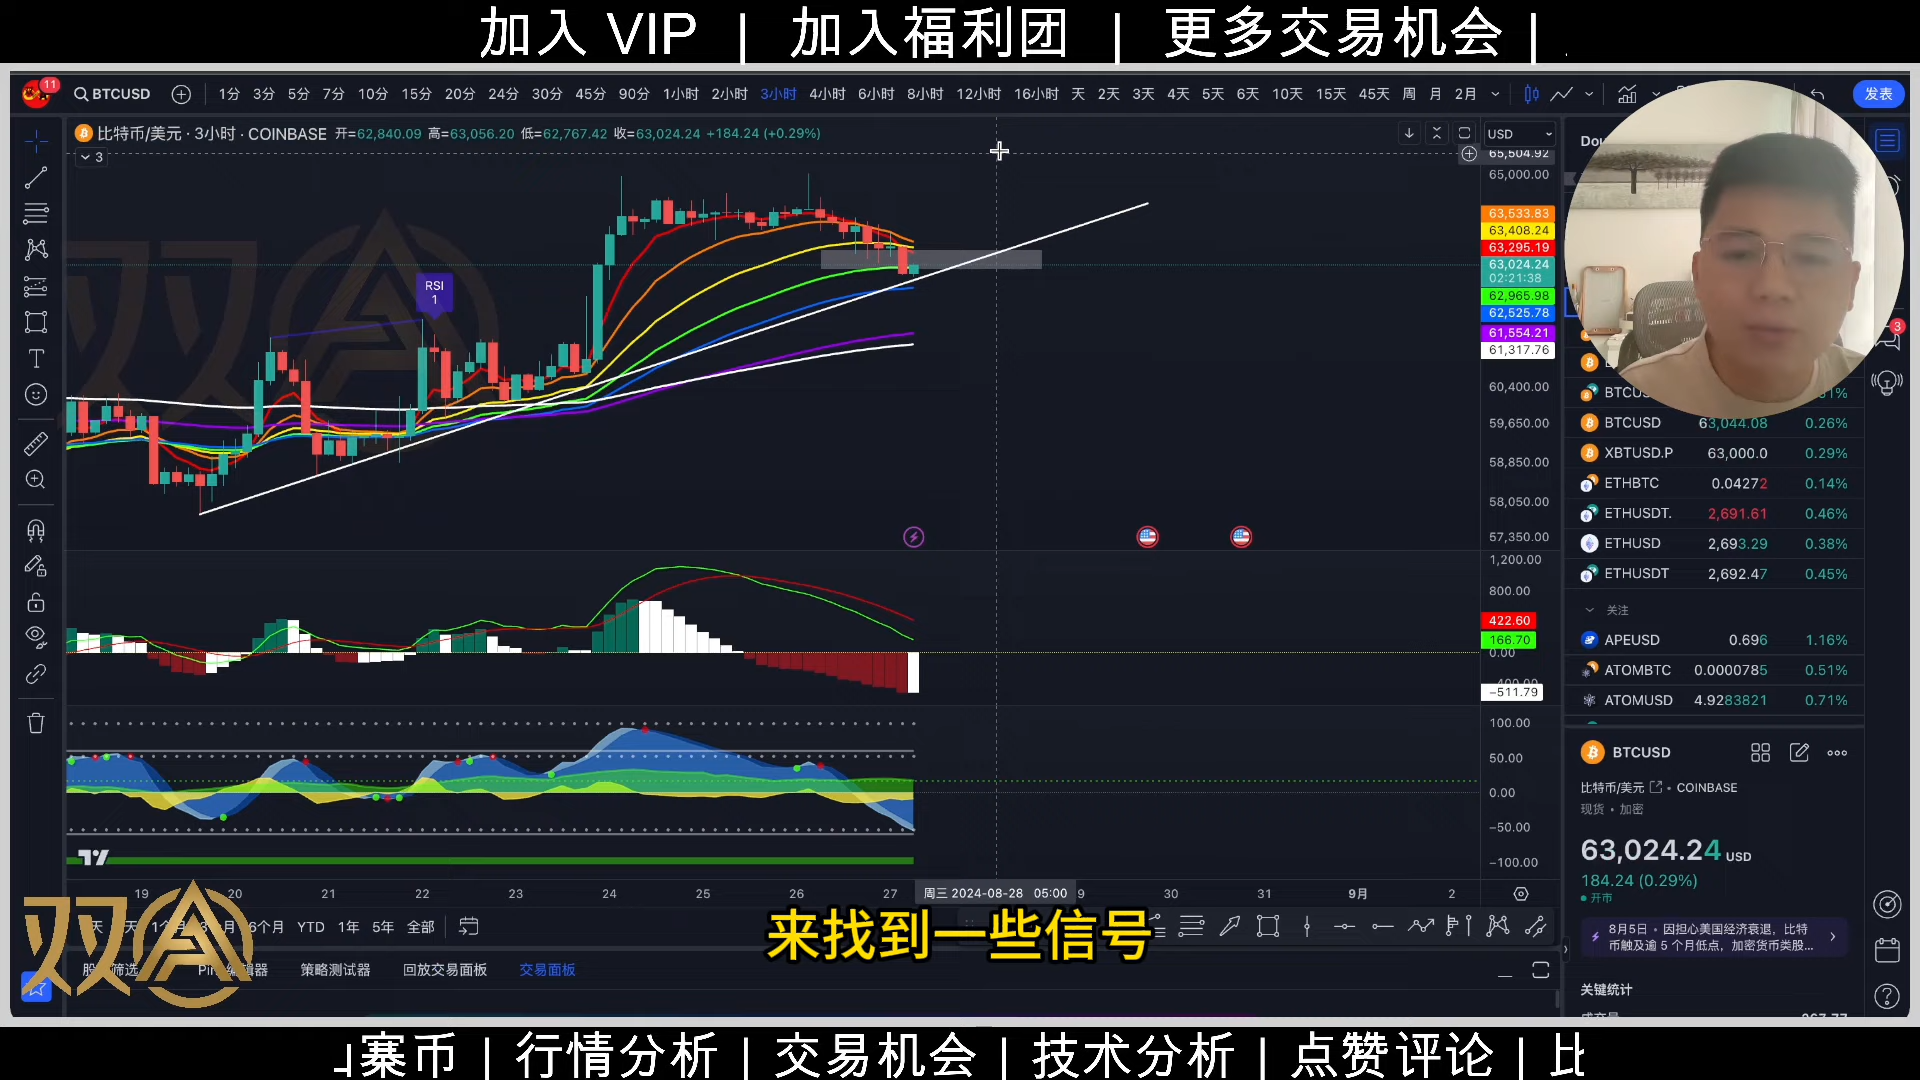 加入 VIP | 加入福利团 | 更多交易机会 |
11
BTCUSD
1分 3分 5分 7分 10分 15分 20分 24分 30分 45分 90分 1小时 2小时 3小时 4小时 6小时 8小时 12小时 16小时 天 2天 3天 4天 5天 6天 10天 15天 45天 周 月 2月
发表
比特币/美元 · 3小时 · COINBASE 开=62,840.09 高=63,056.20 低=62,767.42 收=63,024.24 +184.24 (+0.29%)
3
USD
65,504.92
65,000.00
63,533.83
63,408.24
63,295.19
63,024.24
02:21:38
62,965.98
62,525.78
61,554.21
61,317.76
60,400.00
59,650.00
58,850.00
58,050.00
57,350.00
RSI
1
1,200.00
800.00
422.60
166.70
0.00
−511.79
100.00
50.00
0.00
−50.00
−100.00
19 20 21 22 23 24 25 26 27 周三 2024-08-28 05:00 9 30 31 9月 2
YTD 1年 5年 全部
策略测试器 回放交易面板 交易面板
双
来找到一些信号
3
BTCUSD 63,044.08 0.26%
XBTUSD.P 63,000.0 0.29%
ETHBTC 0.04272 0.14%
ETHUSDT. 2,691.61 0.46%
ETHUSD 2,693.29 0.38%
ETHUSDT 2,692.47 0.45%
关注
APEUSD 0.696 1.16%
ATOMBTC 0.0000785 0.51%
ATOMUSD 4.9283821 0.71%
BTCUSD
比特币/美元 • COINBASE
现货 • 加密
63,024.24 USD
184.24 (0.29%)
开市
8月5日 • 因担心美国经济衰退，比特
币触及逾 5 个月低点，加密货币类股...
关键统计
寨币 | 行情分析 | 交易机会 | 技术分析 | 点赞评论 | 比